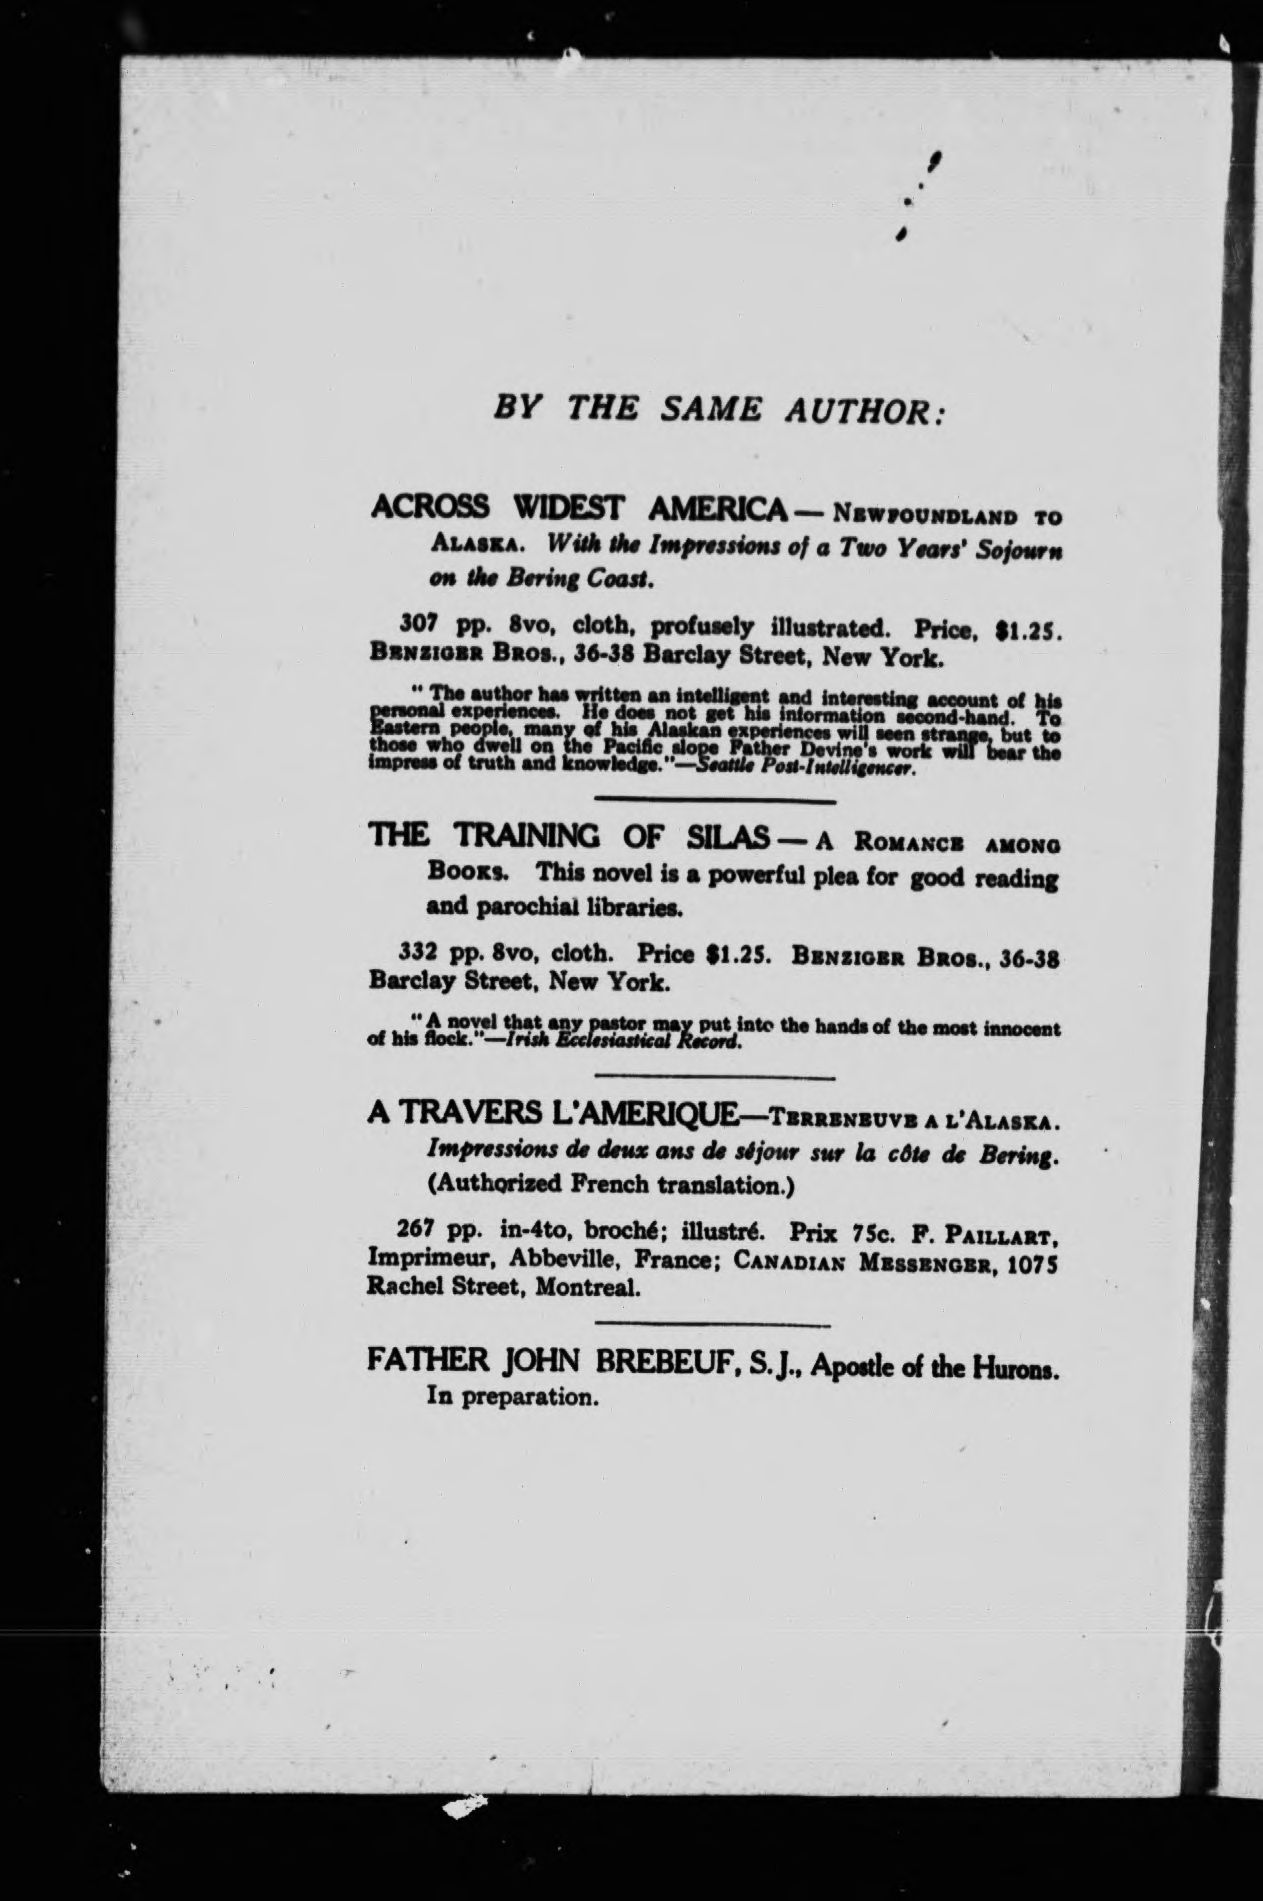 BY THE SAME AUTHOR:
ACROSS WIDEST AMERICA — NEWFOUNDLAND TO
ALASKA. With the Impressions of a Two Years' Sojourn
on the Bering Coast.
307 pp. 8vo, cloth, profusely illustrated. Price, $1.25.
BENZIGER BROS., 36-38 Barclay Street, New York.
" The author has written an intelligent and interesting account of his
personal experiences. He does not get his information second-hand. To
Eastern people, many of his Alaskan experiences will seen strange, but to
those who dwell on the Pacific slope Father Devine's work will bear the
impress of truth and knowledge."—Seattle Post-Intelligencer.
THE TRAINING OF SILAS — A ROMANCE AMONG
BOOKS. This novel is a powerful plea for good reading
and parochial libraries.
332 pp. 8vo, cloth. Price $1.25. BENZIGER BROS., 36-38
Barclay Street, New York.
" A novel that any pastor may put into the hands of the most innocent
of his flock."—Irish Ecclesiastical Record.
A TRAVERS L'AMERIQUE—TERRENEUVE A L'ALASKA.
Impressions de deux ans de séjour sur la côte de Bering.
(Authorized French translation.)
267 pp. in-4to, broché; illustré. Prix 75c. F. PAILLART,
Imprimeur, Abbeville, France; CANADIAN MESSENGER, 1075
Rachel Street, Montreal.
FATHER JOHN BREBEUF, S.J., Apostle of the Hurons.
In preparation.